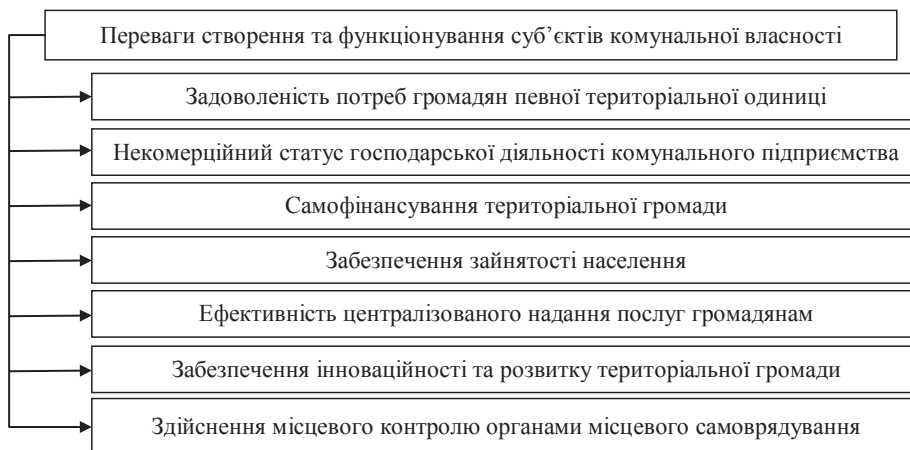 Переваги створення та функціонування суб’єктів комунальної власності
Задоволеність потреб громадян певної територіальної одиниці
Некомерційний статус господарської діяльності комунального підприємства
Самофінансування територіальної громади
Забезпечення зайнятості населення
Ефективність централізованого надання послуг громадянам
Забезпечення інноваційності та розвитку територіальної громади
Здійснення місцевого контролю органами місцевого самоврядування